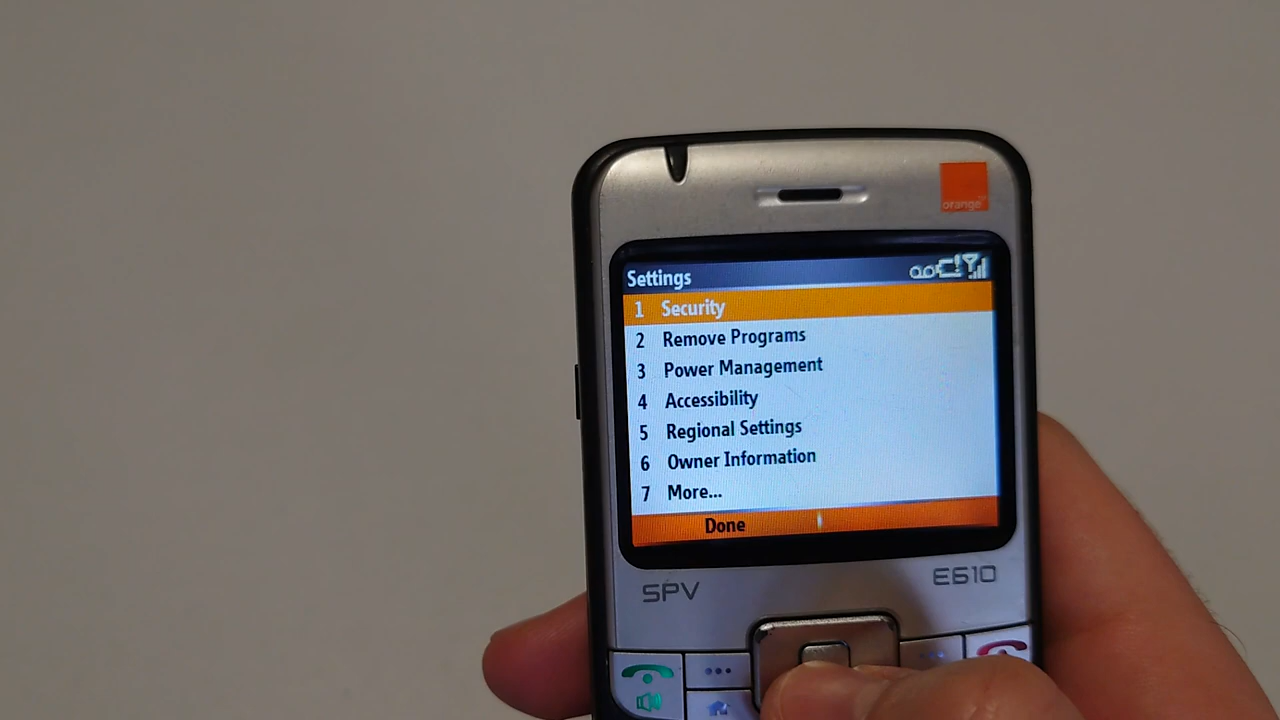 orange
Settings
1 Security
2 Remove Programs
3 Power Management
4 Accessibility
5 Regional Settings
6 Owner Information
7 More...
Done
SPV E610